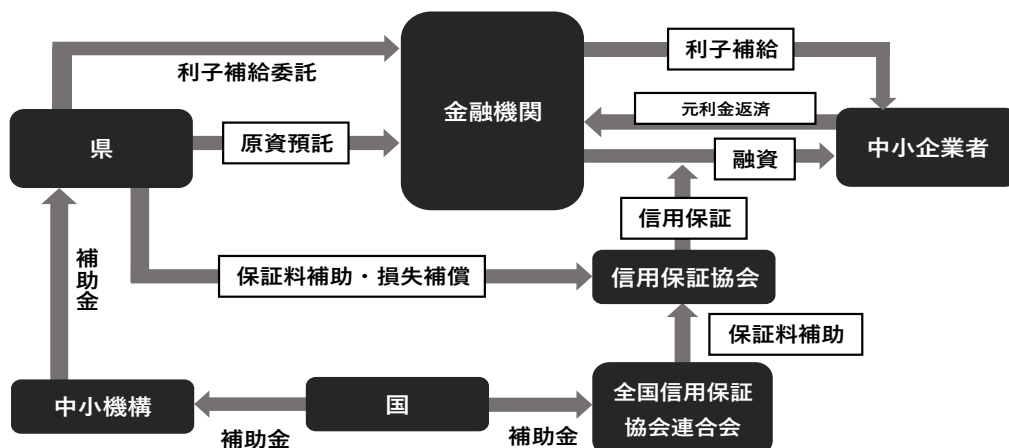 利子補給
利子補給委託
金融機関
元利金返済
県
原資預託
中小企業者
融資
信用保証
補助金
保証料補助・損失補償
信用保証協会
保証料補助
中小機構
国
全国信用保証
協会連合会
補助金
補助金